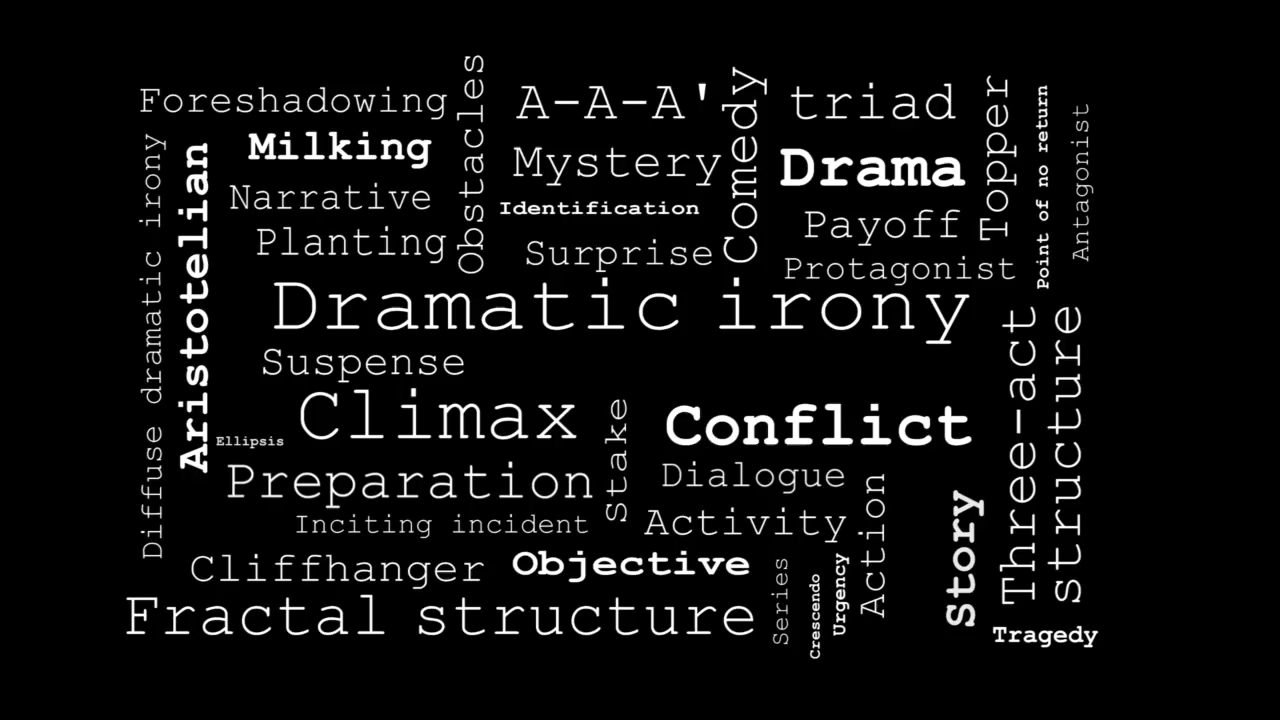 Foreshadowing
Obstacles
A-A-A' triad
Comedy
Topper
Point of no return
Antagonist
Diffuse dramatic irony
Aristotelian
Milking
Mystery
Drama
Narrative
Identification
Payoff
Planting
Surprise
Protagonist
Dramatic irony
Suspense
Three-act
structure
Climax
Stake
Conflict
Ellipsis
Preparation
Dialogue
Inciting incident
Activity
Action
Story
Cliffhanger
Objective
Series
Crescendo
Urgency
Fractal structure
Tragedy